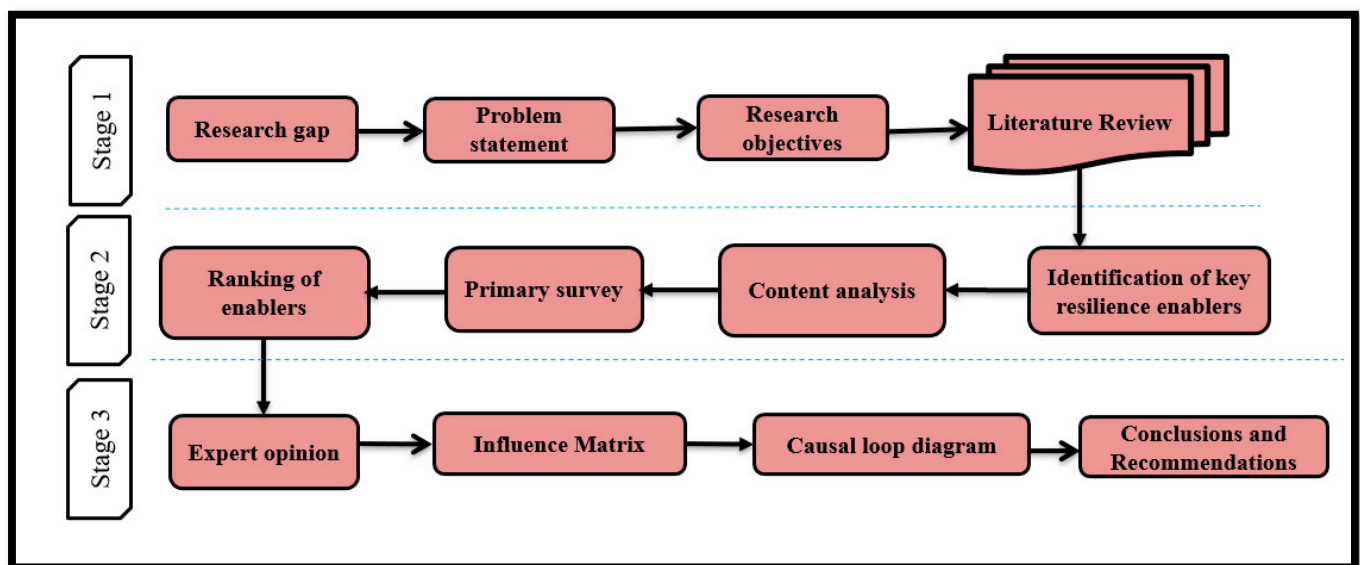 Stage 1
Research gap
Problem
statement
Research
objectives
Literature Review
Stage 2
Ranking of
enablers
Primary survey
Content analysis
Identification of key
resilience enablers
Stage 3
Expert opinion
Influence Matrix
Causal loop diagram
Conclusions and
Recommendations